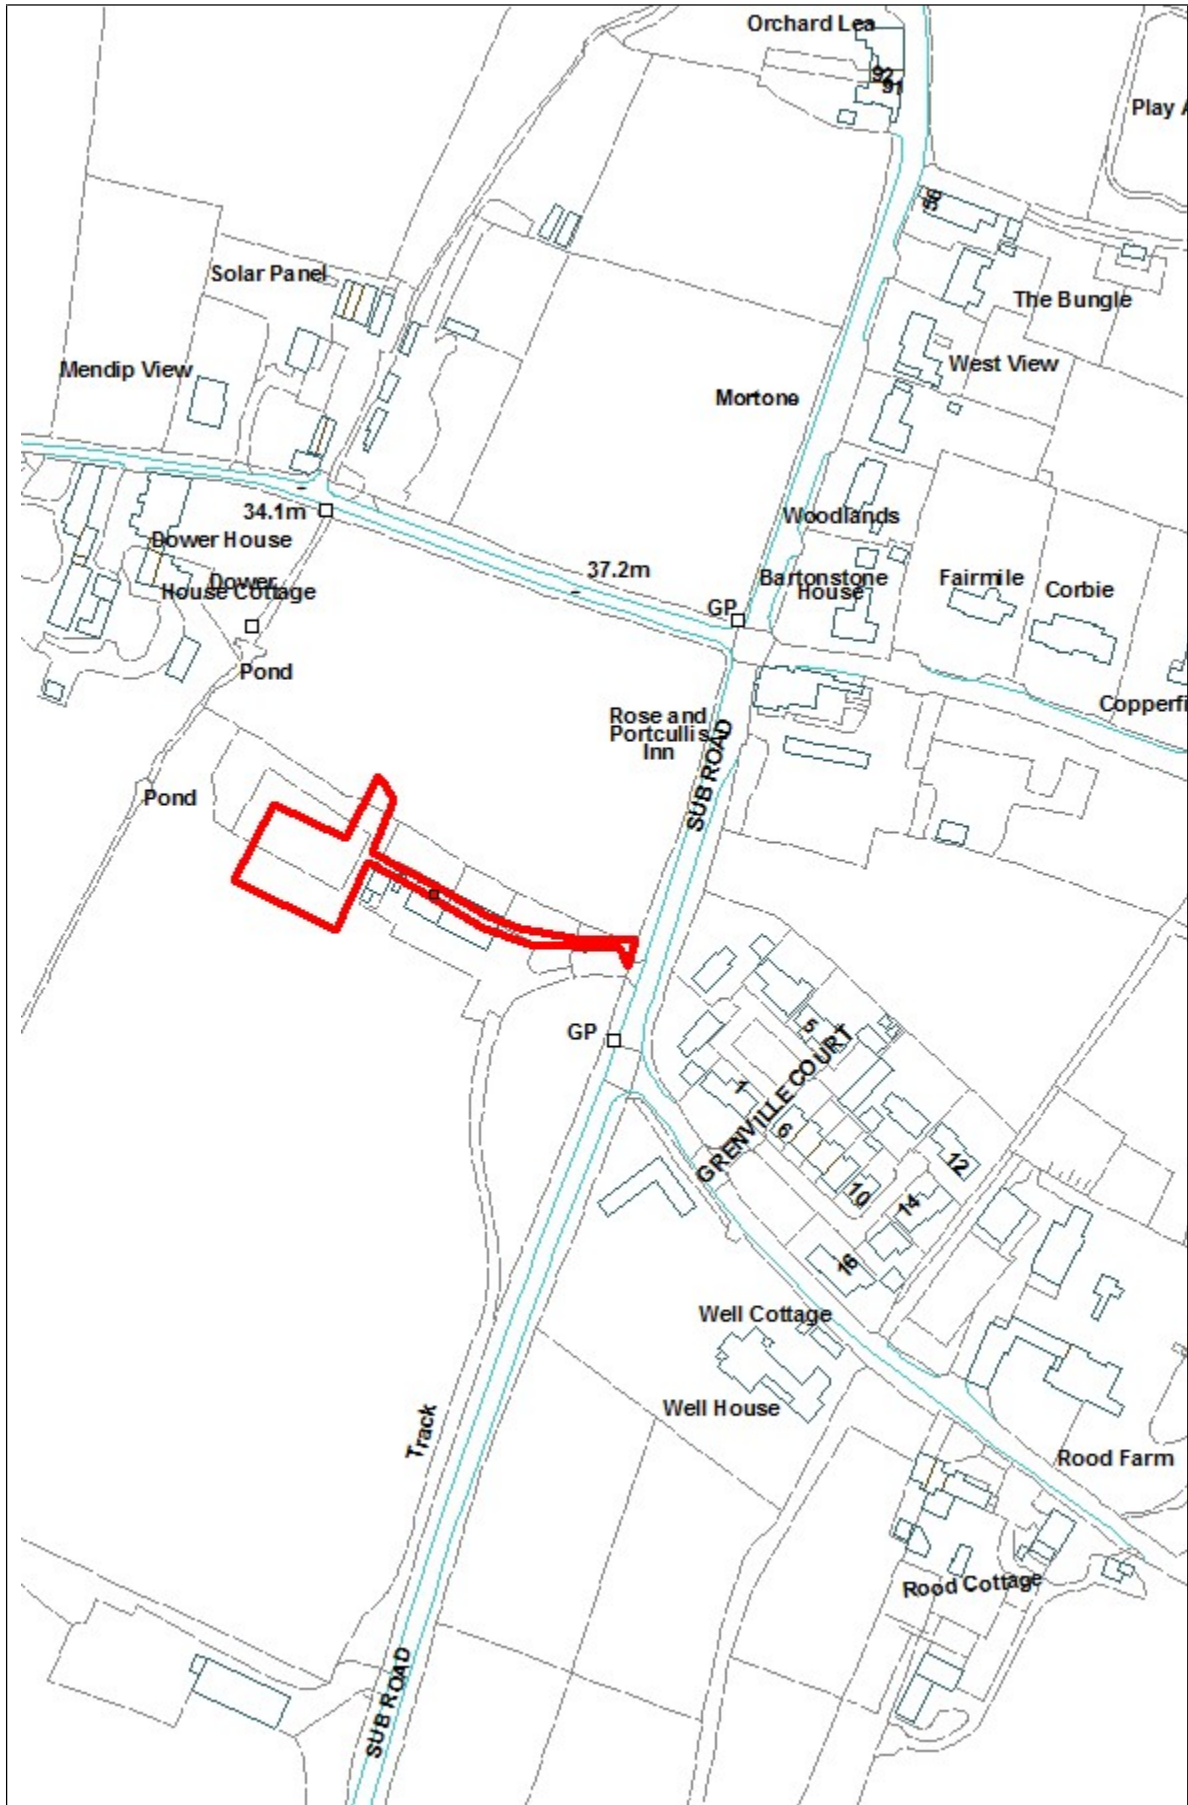 Orchard Lea
92
91
Play A
56
Solar Panel
The Bungle
Mendip View
West View
Mortone
34.1m
Woodlands
Dower House
37.2m
Bartonstone
House
Fairmile
Corbie
Dower
House Cottage
GP
Pond
Copperfi
Rose and
Portcullis
Inn
SUB ROAD
Pond
GP
5
1
GRENVILLE COURT
6
12
10
14
16
Well Cottage
Well House
Track
Rood Farm
Rood Cottage
SUB ROAD